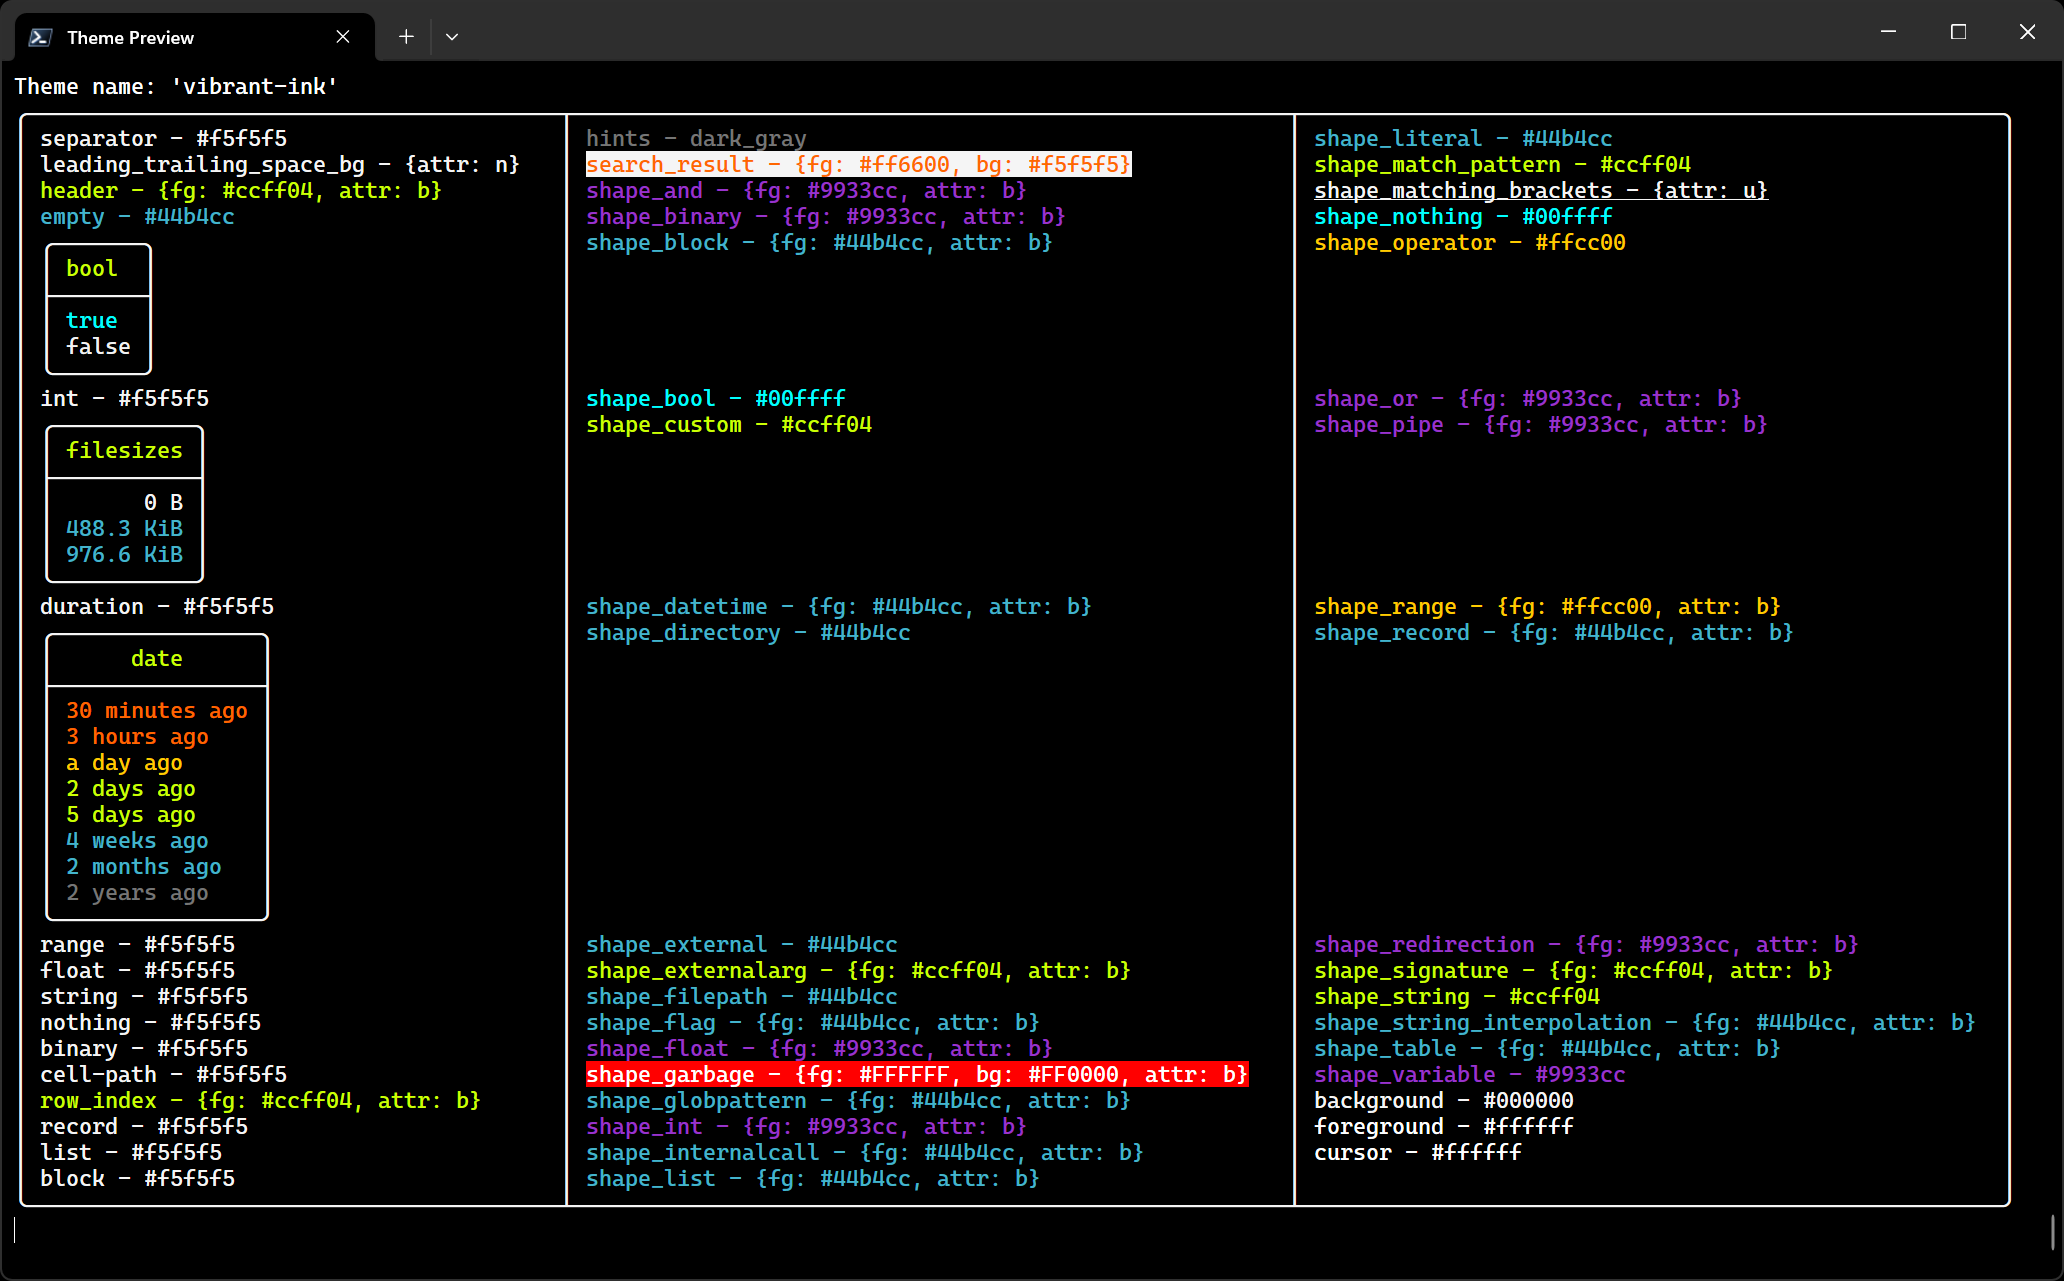 Theme Preview
Theme name: 'vibrant-ink'
separator - #f5f5f5
leading_trailing_space_bg - {attr: n}
header - {fg: #ccff04, attr: b}
empty - #44b4cc
bool
true
false
int - #f5f5f5
filesizes
0 B
488.3 KiB
976.6 KiB
duration - #f5f5f5
date
30 minutes ago
3 hours ago
a day ago
2 days ago
5 days ago
4 weeks ago
2 months ago
2 years ago
range - #f5f5f5
float - #f5f5f5
string - #f5f5f5
nothing - #f5f5f5
binary - #f5f5f5
cell-path - #f5f5f5
row_index - {fg: #ccff04, attr: b}
record - #f5f5f5
list - #f5f5f5
block - #f5f5f5
hints - dark_gray
search_result - {fg: #ff6600, bg: #f5f5f5}
shape_and - {fg: #9933cc, attr: b}
shape_binary - {fg: #9933cc, attr: b}
shape_block - {fg: #44b4cc, attr: b}
shape_bool - #00ffff
shape_custom - #ccff04
shape_datetime - {fg: #44b4cc, attr: b}
shape_directory - #44b4cc
shape_external - #44b4cc
shape_externalarg - {fg: #ccff04, attr: b}
shape_filepath - #44b4cc
shape_flag - {fg: #44b4cc, attr: b}
shape_float - {fg: #9933cc, attr: b}
shape_garbage - {fg: #FFFFFF, bg: #FF0000, attr: b}
shape_globpattern - {fg: #44b4cc, attr: b}
shape_int - {fg: #9933cc, attr: b}
shape_internalcall - {fg: #44b4cc, attr: b}
shape_list - {fg: #44b4cc, attr: b}
shape_literal - #44b4cc
shape_match_pattern - #ccff04
shape_matching_brackets - {attr: u}
shape_nothing - #00ffff
shape_operator - #ffcc00
shape_or - {fg: #9933cc, attr: b}
shape_pipe - {fg: #9933cc, attr: b}
shape_range - {fg: #ffcc00, attr: b}
shape_record - {fg: #44b4cc, attr: b}
shape_redirection - {fg: #9933cc, attr: b}
shape_signature - {fg: #ccff04, attr: b}
shape_string - #ccff04
shape_string_interpolation - {fg: #44b4cc, attr: b}
shape_table - {fg: #44b4cc, attr: b}
shape_variable - #9933cc
background - #000000
foreground - #ffffff
cursor - #ffffff